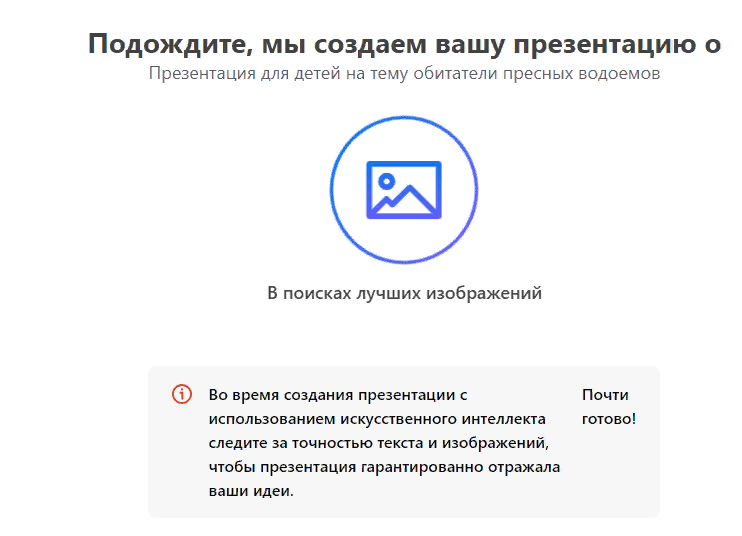 Подождите, мы создаем вашу презентацию о
Презентация для детей на тему обитатели пресных водоемов
В поисках лучших изображений
Во время создания презентации с
использованием искусственного интеллекта
следите за точностью текста и изображений,
чтобы презентация гарантированно отражала
ваши идеи.
Почти
готово!